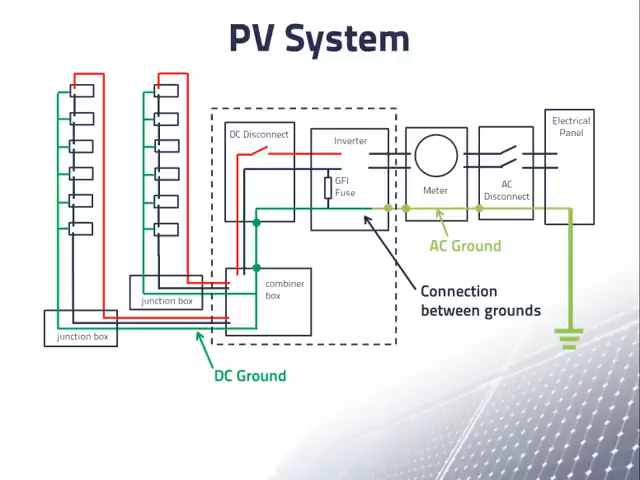 PV System
DC Disconnect
Inverter
GFI
Fuse
Meter
AC
Disconnect
Electrical
Panel
AC Ground
combiner
box
junction box
junction box
Connection
between grounds
DC Ground